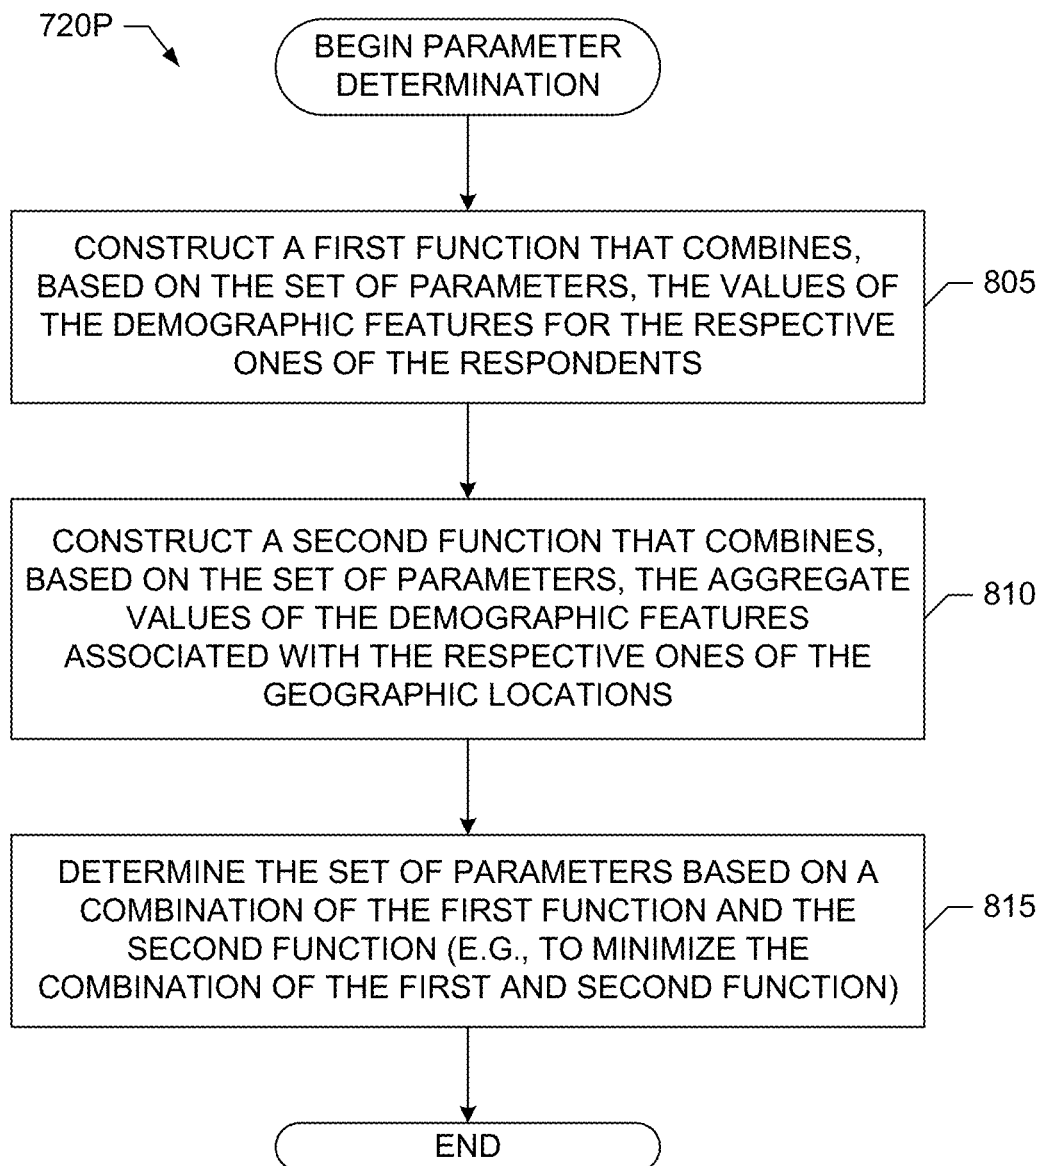 720P
BEGIN PARAMETER
DETERMINATION
CONSTRUCT A FIRST FUNCTION THAT COMBINES,
BASED ON THE SET OF PARAMETERS, THE VALUES OF
THE DEMOGRAPHIC FEATURES FOR THE RESPECTIVE
ONES OF THE RESPONDENTS
805
CONSTRUCT A SECOND FUNCTION THAT COMBINES,
BASED ON THE SET OF PARAMETERS, THE AGGREGATE
VALUES OF THE DEMOGRAPHIC FEATURES
ASSOCIATED WITH THE RESPECTIVE ONES OF THE
GEOGRAPHIC LOCATIONS
810
DETERMINE THE SET OF PARAMETERS BASED ON A
COMBINATION OF THE FIRST FUNCTION AND THE
SECOND FUNCTION (E.G., TO MINIMIZE THE
COMBINATION OF THE FIRST AND SECOND FUNCTION)
815
END